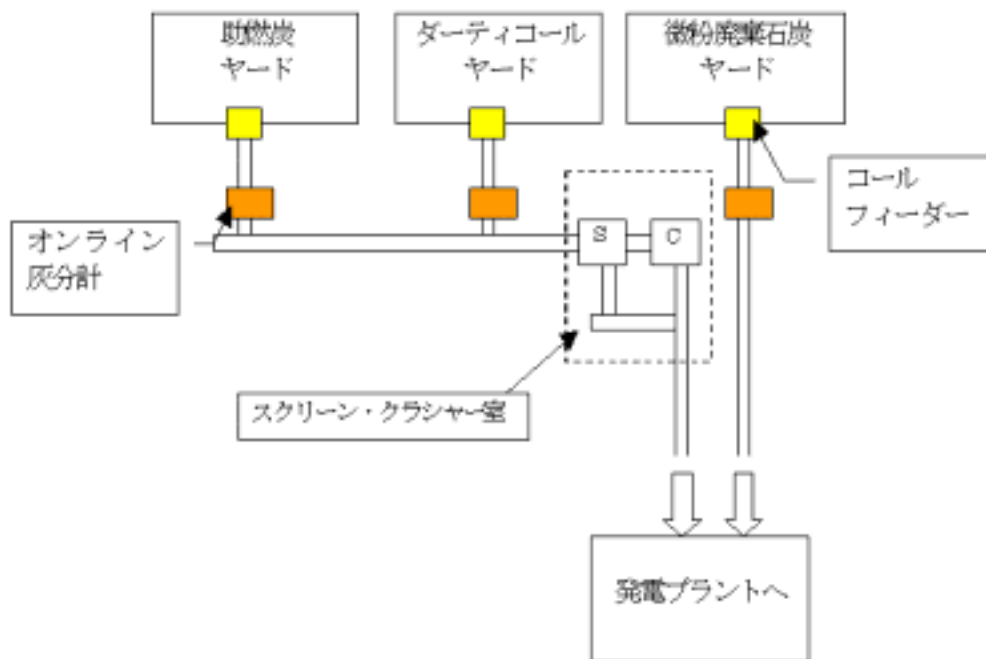 助燃炭
ヤード
ダーティコール
ヤード
微粉廃棄石炭
ヤード
コール
フィーダー
オンライン
灰分計
S
C
スクリーン・クラシャー室
発電プラントへ